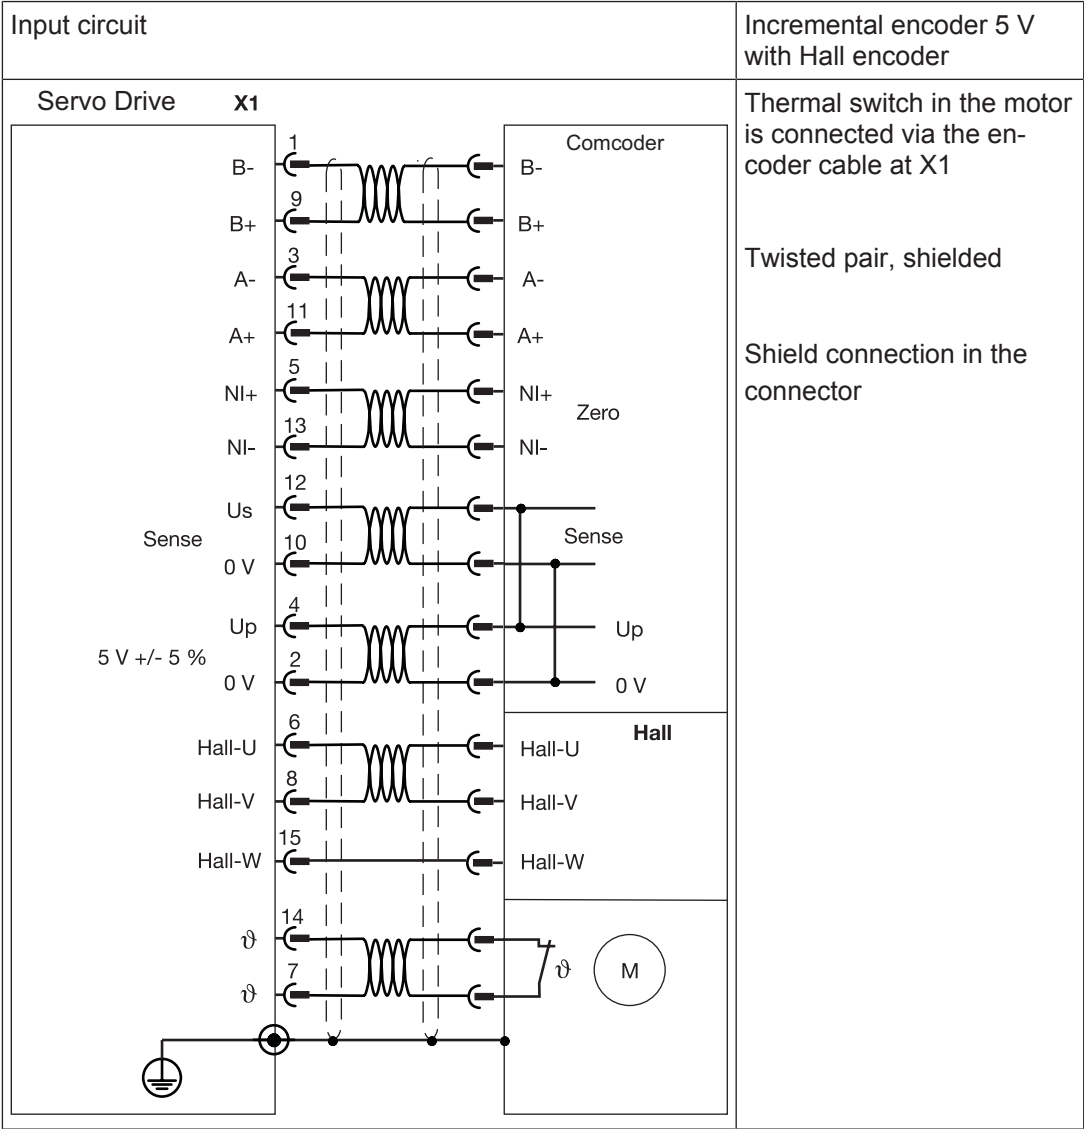 Input circuit
Incremental encoder 5 V
with Hall encoder
Servo Drive X1
Thermal switch in the motor
is connected via the en-
coder cable at X1
Twisted pair, shielded
Shield connection in the
connector
Comcoder
B- 1 B-
B+ 9 B+
A- 3 A-
A+ 11 A+
NI+ 5 NI+
Zero
NI- 13 NI-
Us 12
Sense Sense
0 V 10
Up 4 Up
5 V +/- 5 %
0 V 2 0 V
Hall
Hall-U 6 Hall-U
Hall-V 8 Hall-V
Hall-W 15 Hall-W
ϑ 14
ϑ M
ϑ 7